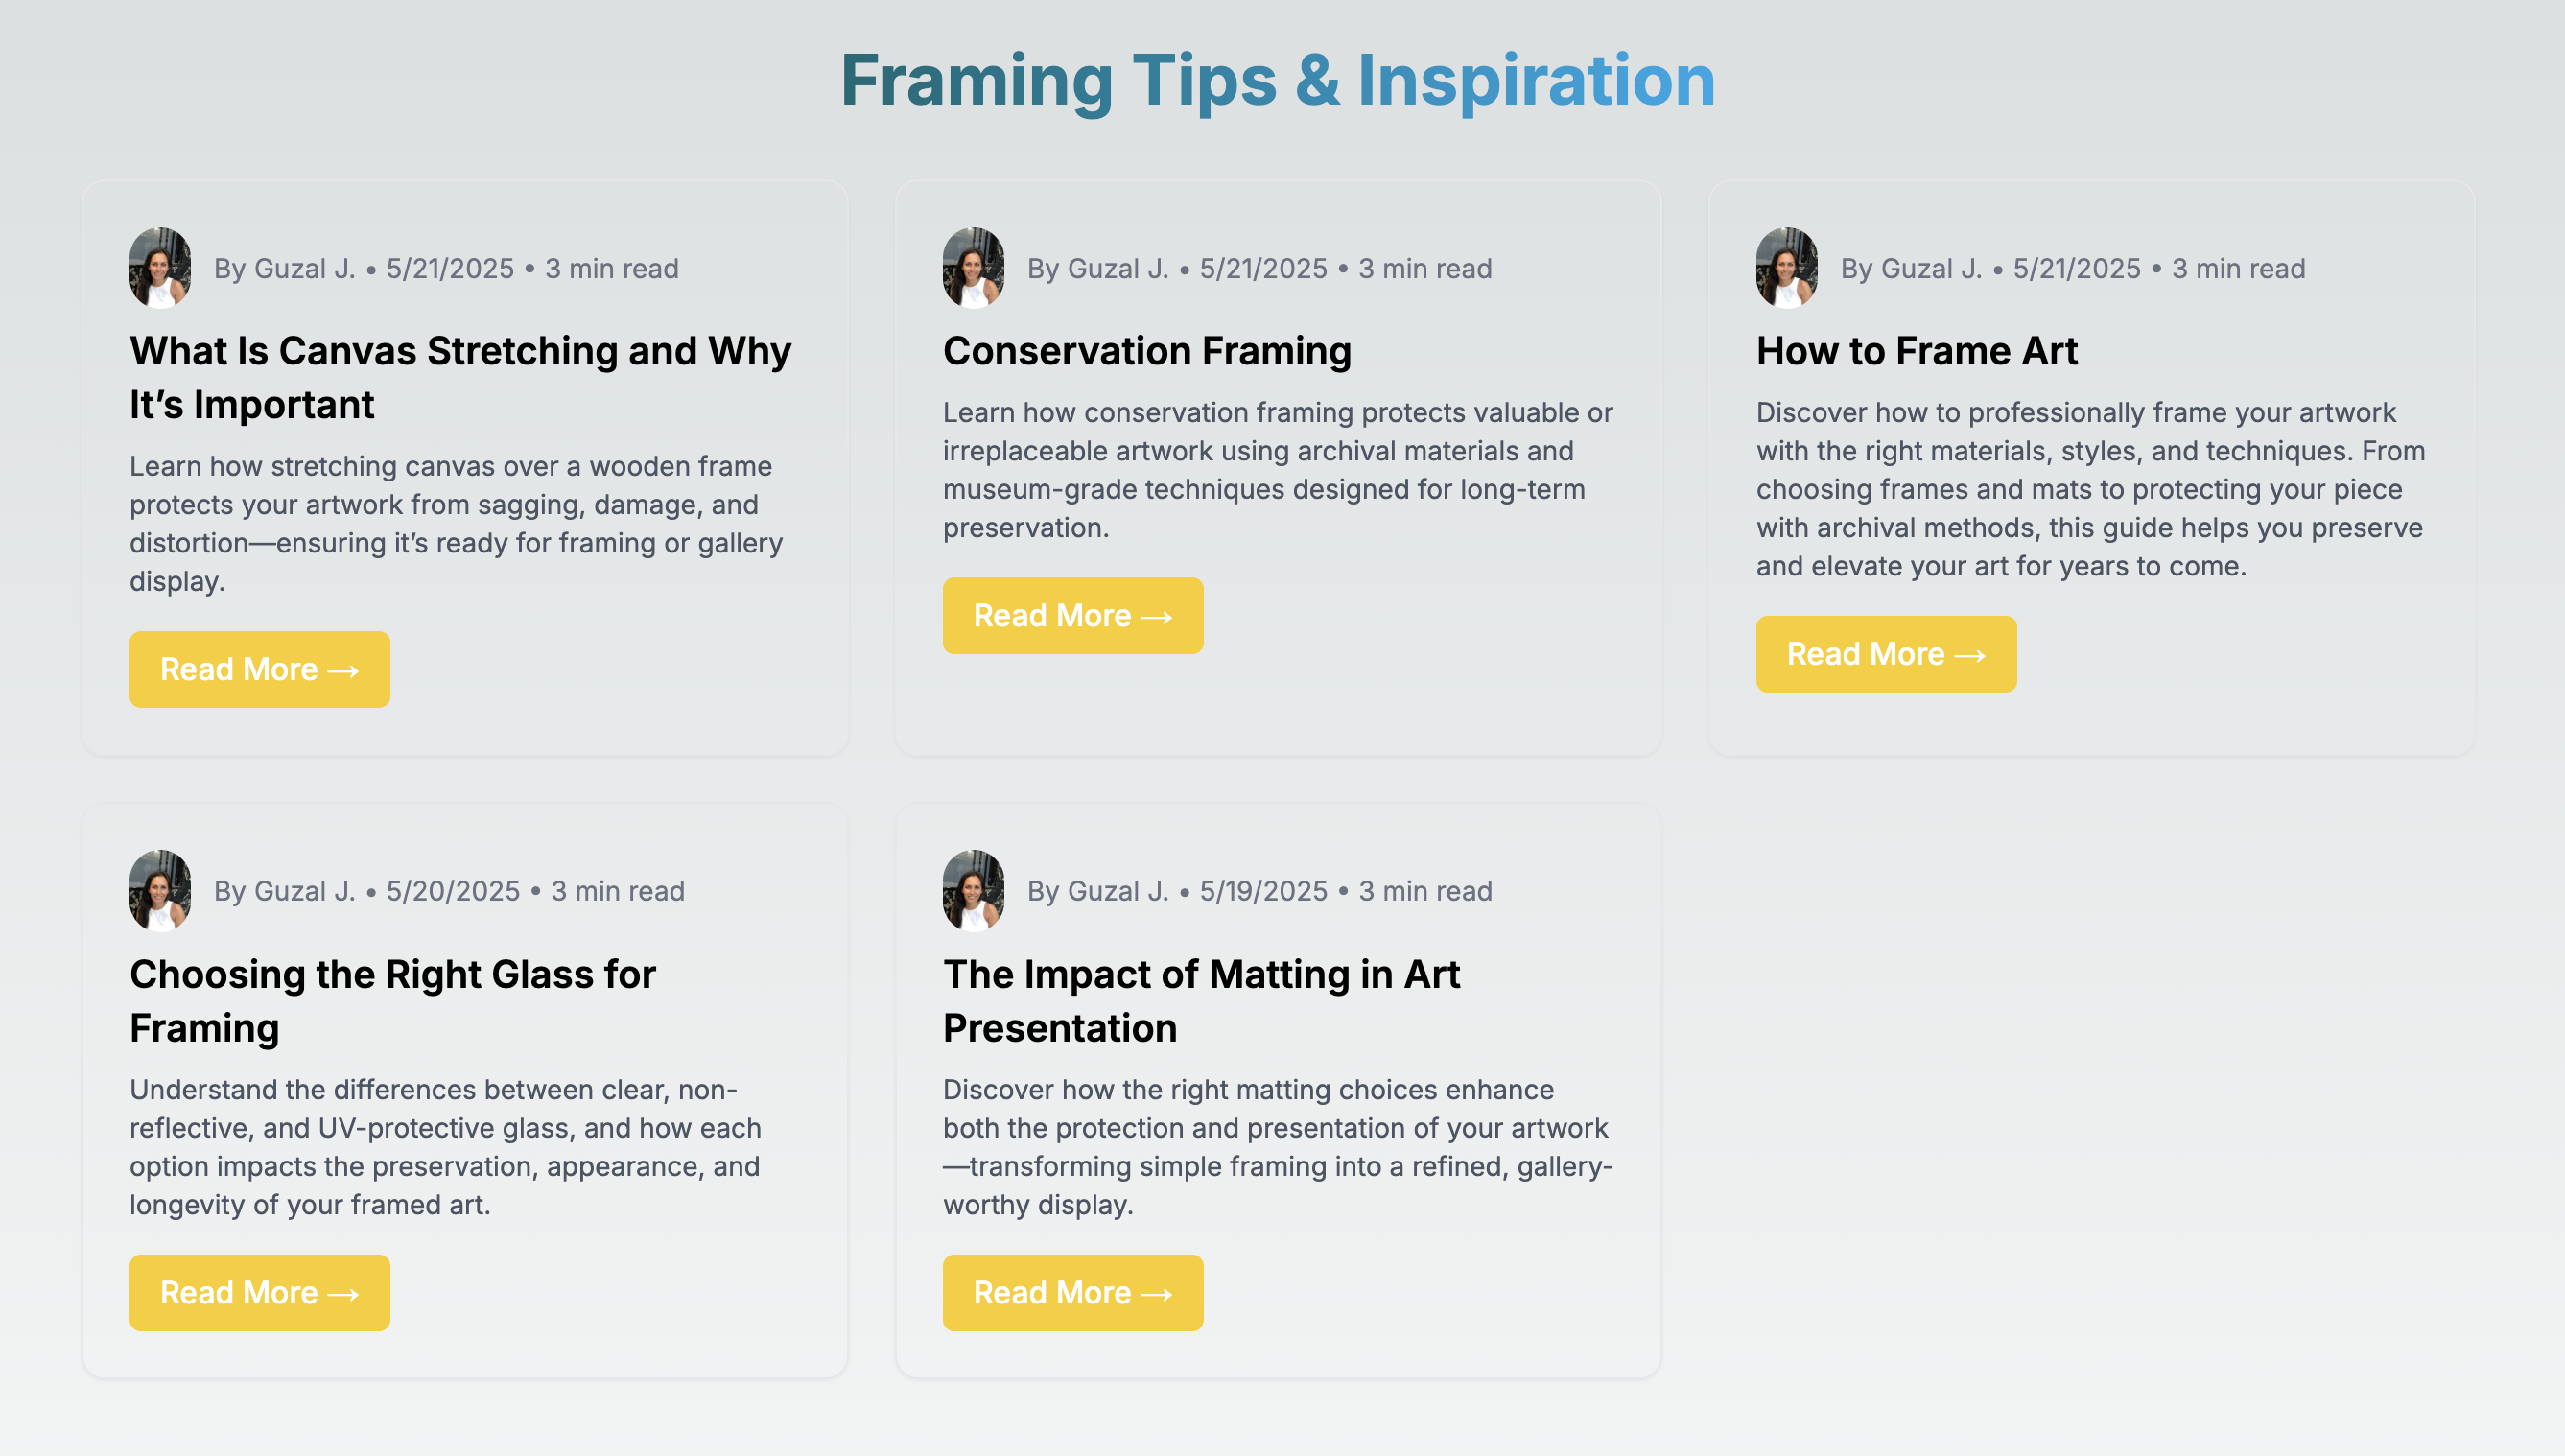 Framing Tips & Inspiration
By Guzal J. • 5/21/2025 • 3 min read
What Is Canvas Stretching and Why
It’s Important
Learn how stretching canvas over a wooden frame
protects your artwork from sagging, damage, and
distortion—ensuring it’s ready for framing or gallery
display.
Read More →
By Guzal J. • 5/21/2025 • 3 min read
Conservation Framing
Learn how conservation framing protects valuable or
irreplaceable artwork using archival materials and
museum-grade techniques designed for long-term
preservation.
Read More →
By Guzal J. • 5/21/2025 • 3 min read
How to Frame Art
Discover how to professionally frame your artwork
with the right materials, styles, and techniques. From
choosing frames and mats to protecting your piece
with archival methods, this guide helps you preserve
and elevate your art for years to come.
Read More →
By Guzal J. • 5/20/2025 • 3 min read
Choosing the Right Glass for
Framing
Understand the differences between clear, non-
reflective, and UV-protective glass, and how each
option impacts the preservation, appearance, and
longevity of your framed art.
Read More →
By Guzal J. • 5/19/2025 • 3 min read
The Impact of Matting in Art
Presentation
Discover how the right matting choices enhance
both the protection and presentation of your artwork
—transforming simple framing into a refined, gallery-
worthy display.
Read More →